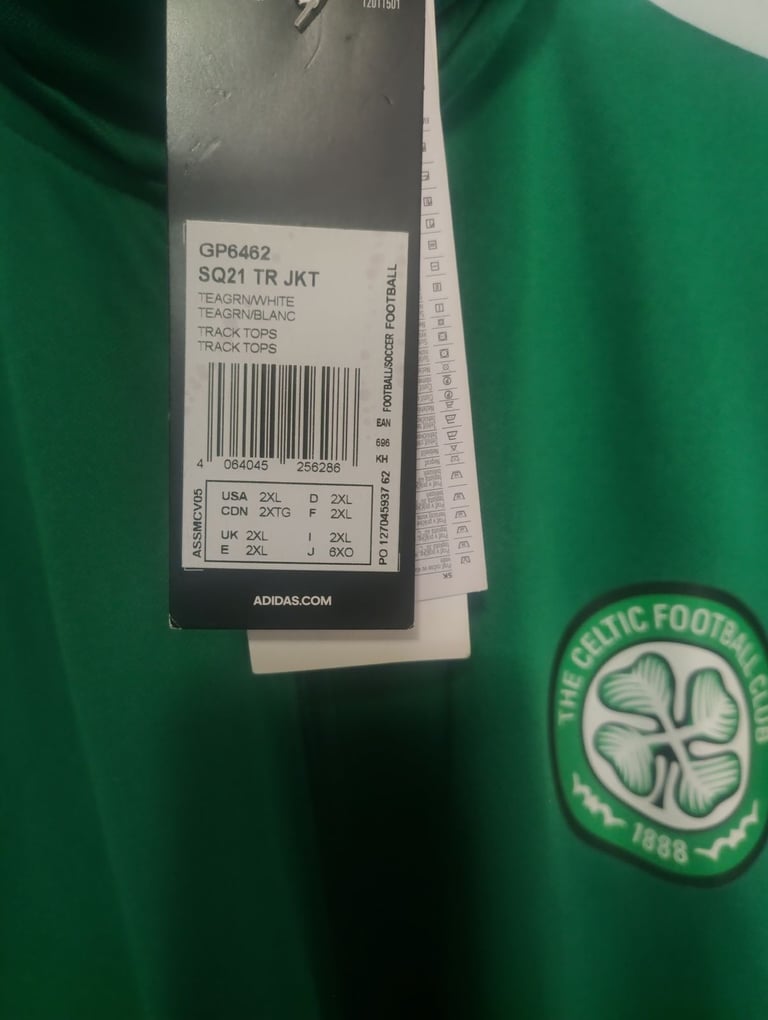 12011501
GP6462
SQ21 TR JKT
TEAGRN/WHITE
TEAGRN/BLANC
TRACK TOPS
TRACK TOPS
FOOTBALL/SOCCER FOOTBALL
EAN
696
KH
PO 127045937 62
4 064045 256286
ASSMCV05
USA 2XL D 2XL
CDN 2XTG F 2XL
UK 2XL I 2XL
E 2XL J 6XO
ADIDAS.COM
SK
THE CELTIC FOOTBALL CLUB
1888